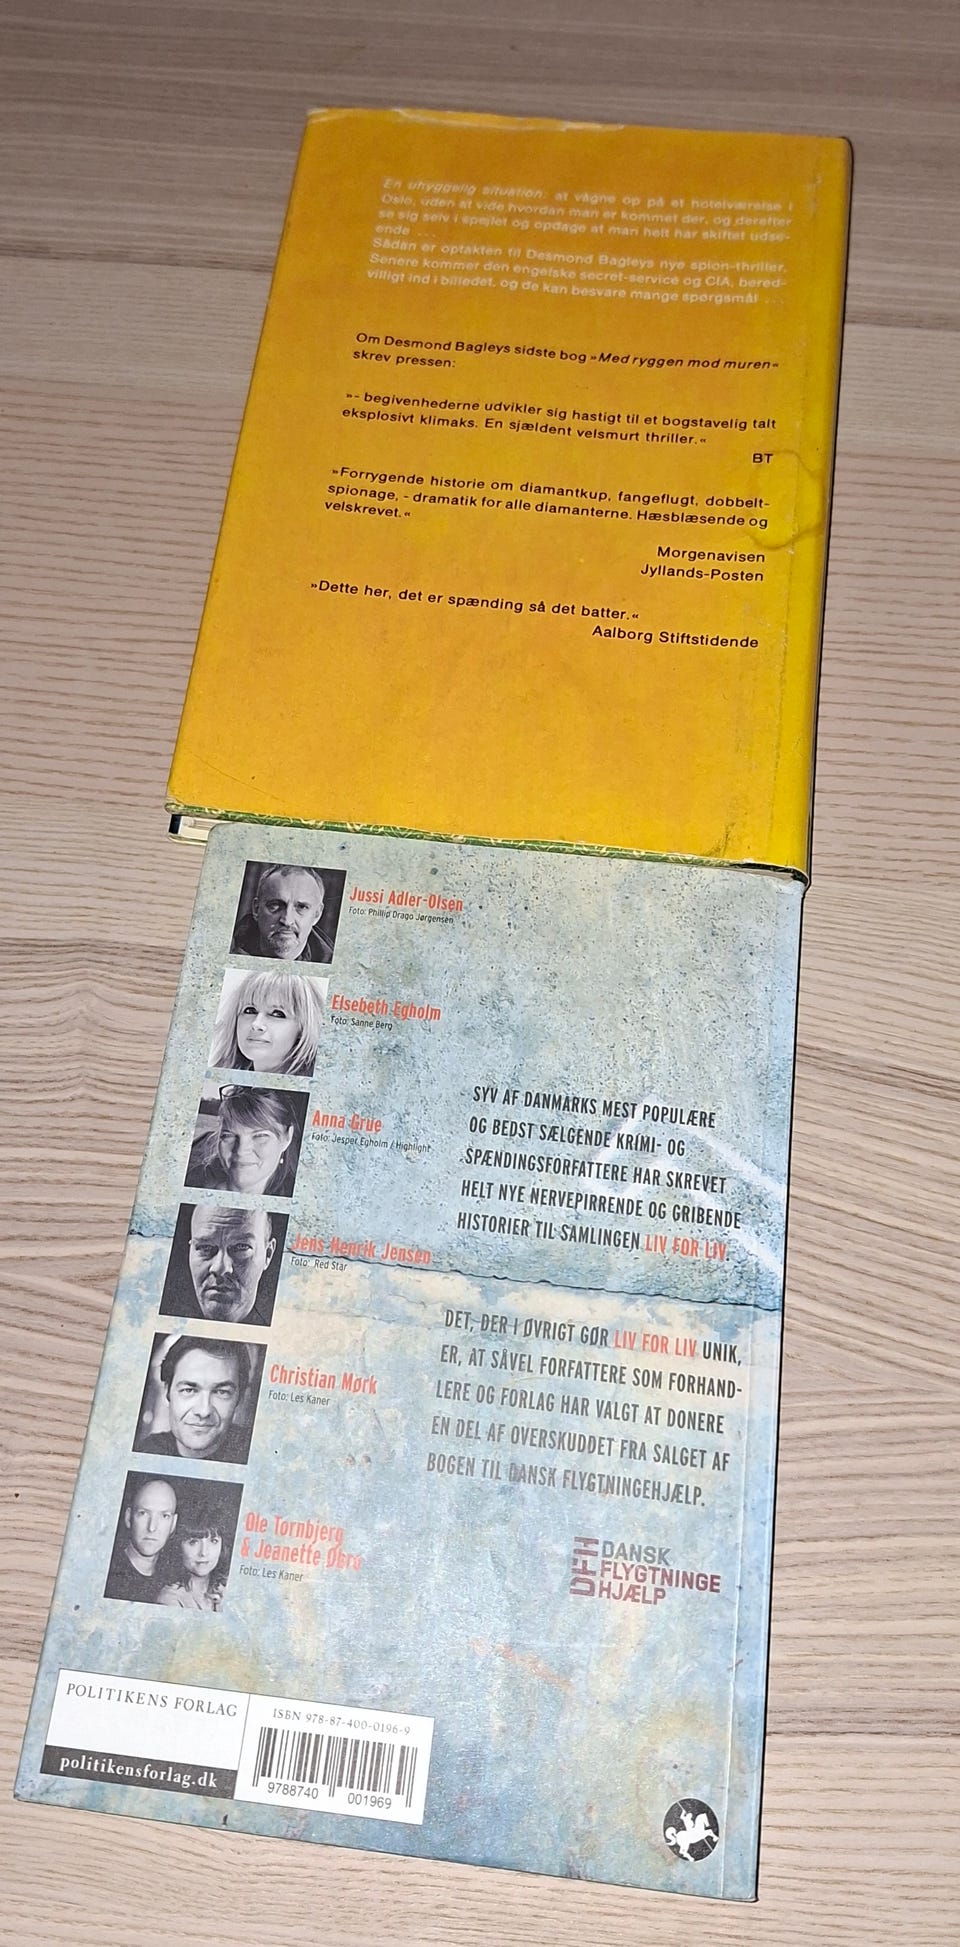 En uhyggelig situation: at vågne op på et hotelværelse i
Oslo, uden at vide hvordan man er kommet der, og derefter
se sig selv i spejlet og opdage at man helt har skiftet udse-
ende ...
Sådan er optakten til Desmond Bagleys nye spion-thriller.
Senere kommer den engelske secret-service og CIA, bered-
villigt ind i billedet, og de kan besvare mange spørgsmål ...
Om Desmond Bagleys sidste bog »Med ryggen mod muren«
skrev pressen:
»- begivenhederne udvikler sig hastigt til et bogstavelig talt
eksplosivt klimaks. En sjældent velsmurt thriller.«
BT
»Forrygende historie om diamantkup, fangeflugt, dobbelt-
spionage, - dramatik for alle diamanterne. Hæsblæsende og
velskrevet.«
Morgenavisen
Jyllands-Posten
»Dette her, det er spænding så det batter.«
Aalborg Stiftstidende
Jussi Adler-Olsen
Foto: Phillip Drago Jørgensen
Elsebeth Egholm
Foto: Sanne Berg
Anna Grue
Foto: Jesper Egholm / Highlight
Jens Henrik Jensen
Foto: Red Star
Christian Mørk
Foto: Les Kaner
Ole Tornbjerg
& Jeanette Øbro
Foto: Les Kaner
SYV AF DANMARKS MEST POPULÆRE
OG BEDST SÆLGENDE KRIMI- OG
SPÆNDINGSFORFATTERE HAR SKREVET
HELT NYE NERVEPIRRENDE OG GRIBENDE
HISTORIER TIL SAMLINGEN LIV FOR LIV.
DET, DER I ØVRIGT GØR LIV FOR LIV UNIK,
ER, AT SÅVEL FORFATTERE SOM FORHAND-
LERE OG FORLAG HAR VALGT AT DONERE
EN DEL AF OVERSKUDDET FRA SALGET AF
BOGEN TIL DANSK FLYGTNINGEHJÆLP.
DFH
DANSK
FLYGTNINGE
HJÆLP
POLITIKENS FORLAG
politikensforlag.dk
ISBN 978-87-400-0196-9
9788740 001969